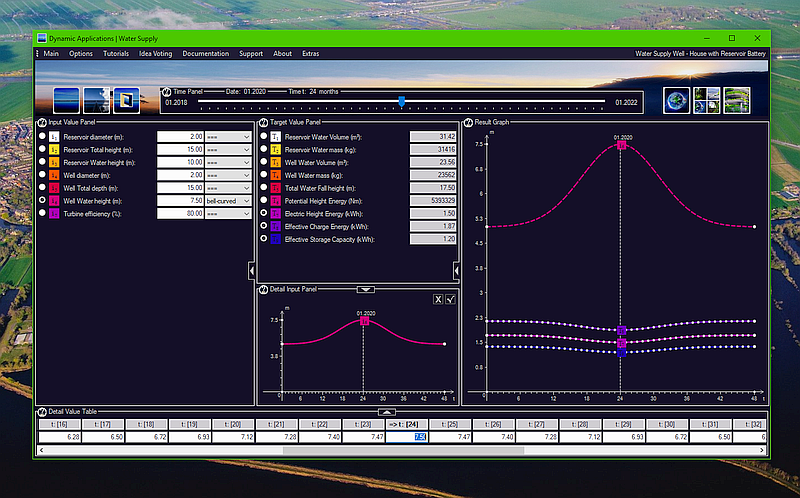 Dynamic Applications | Water Supply
Main Options Tutorials Idea Voting Documentation Support About Extras
Water Supply Well - House with Reservoir Battery
Time Panel Date: 01.2020 Time t: 24 months
01.2018 01.2022
Input Value Panel
Reservoir diameter (m): 2.00 ===
Reservoir Total height (m): 15.00 ===
Reservoir Water height (m): 10.00 ===
Well diameter (m): 2.00 ===
Well Total depth (m): 15.00 ===
Well Water height (m): 7.50 bell-curved
Turbine efficiency (%): 80.00 ===
Target Value Panel
Reservoir Water Volume (m³): 31.42
Reservoir Water mass (kg): 31416
Well Water Volume (m³): 23.56
Well Water mass (kg): 23562
Total Water Fall height (m): 17.50
Potential Height Energy (Nm): 5393329
Electric Height Energy (kWh): 1.50
Effective Charge Energy (kWh): 1.87
Effective Storage Capacity (kWh): 1.20
Detail Input Panel
X
m
01.2020
7.5
3.8
0 6 12 18 24 30 36 42 48 t
Result Graph
m
01.2020
7.5
6.8
6
5.3
4.5
3.8
3
2.3
1.5
0.8
0 12 24 36 48 t
Detail Value Table
t: [16] t: [17] t: [18] t: [19] t: [20] t: [21] t: [22] t: [23] => t: [24] t: [25] t: [26] t: [27] t: [28] t: [29] t: [30] t: [31] t: [32]
6.28 6.50 6.72 6.93 7.12 7.28 7.40 7.47 7.50 7.47 7.40 7.28 7.12 6.93 6.72 6.50 6